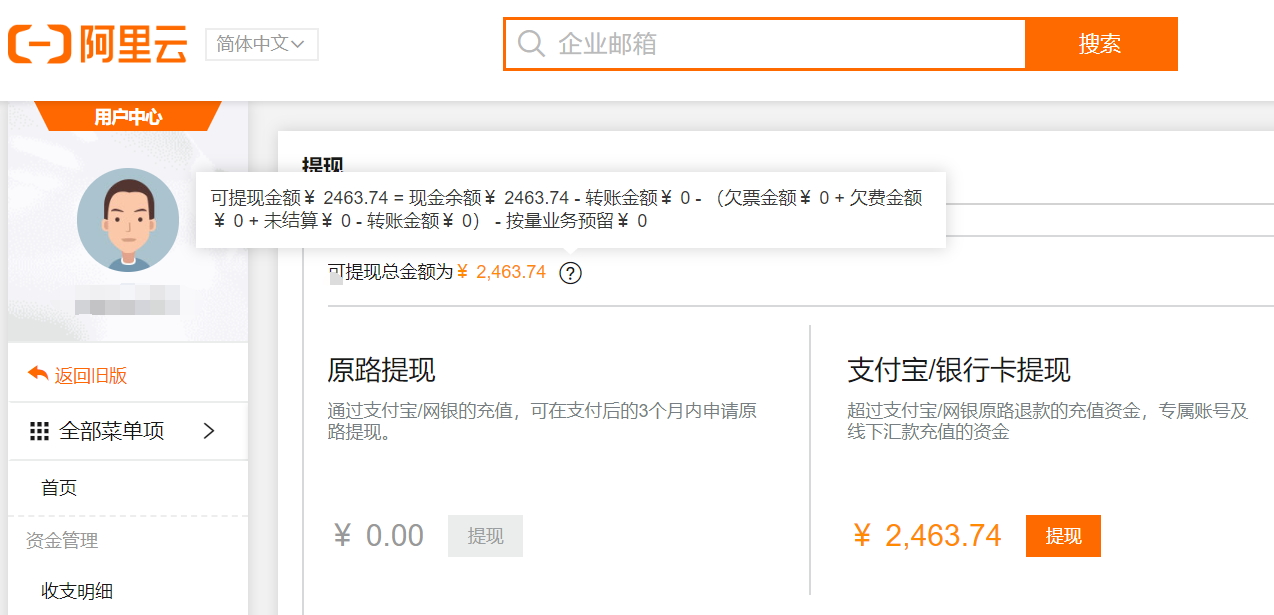 阿里云
简体中文
企业邮箱
搜索
用户中心
提现
可提现金额¥ 2463.74 = 现金余额¥ 2463.74 - 转账金额¥ 0 - （欠票金额¥ 0 + 欠费金额
¥ 0 + 未结算¥ 0 - 转账金额¥ 0） - 按量业务预留¥ 0
可提现总金额为 ¥ 2,463.74 ?
返回旧版
全部菜单项
首页
资金管理
收支明细
原路提现
通过支付宝/网银的充值，可在支付后的3个月内申请原
路提现。
¥ 0.00 提现
支付宝/银行卡提现
超过支付宝/网银原路退款的充值资金，专属账号及
线下汇款充值的资金
¥ 2,463.74 提现